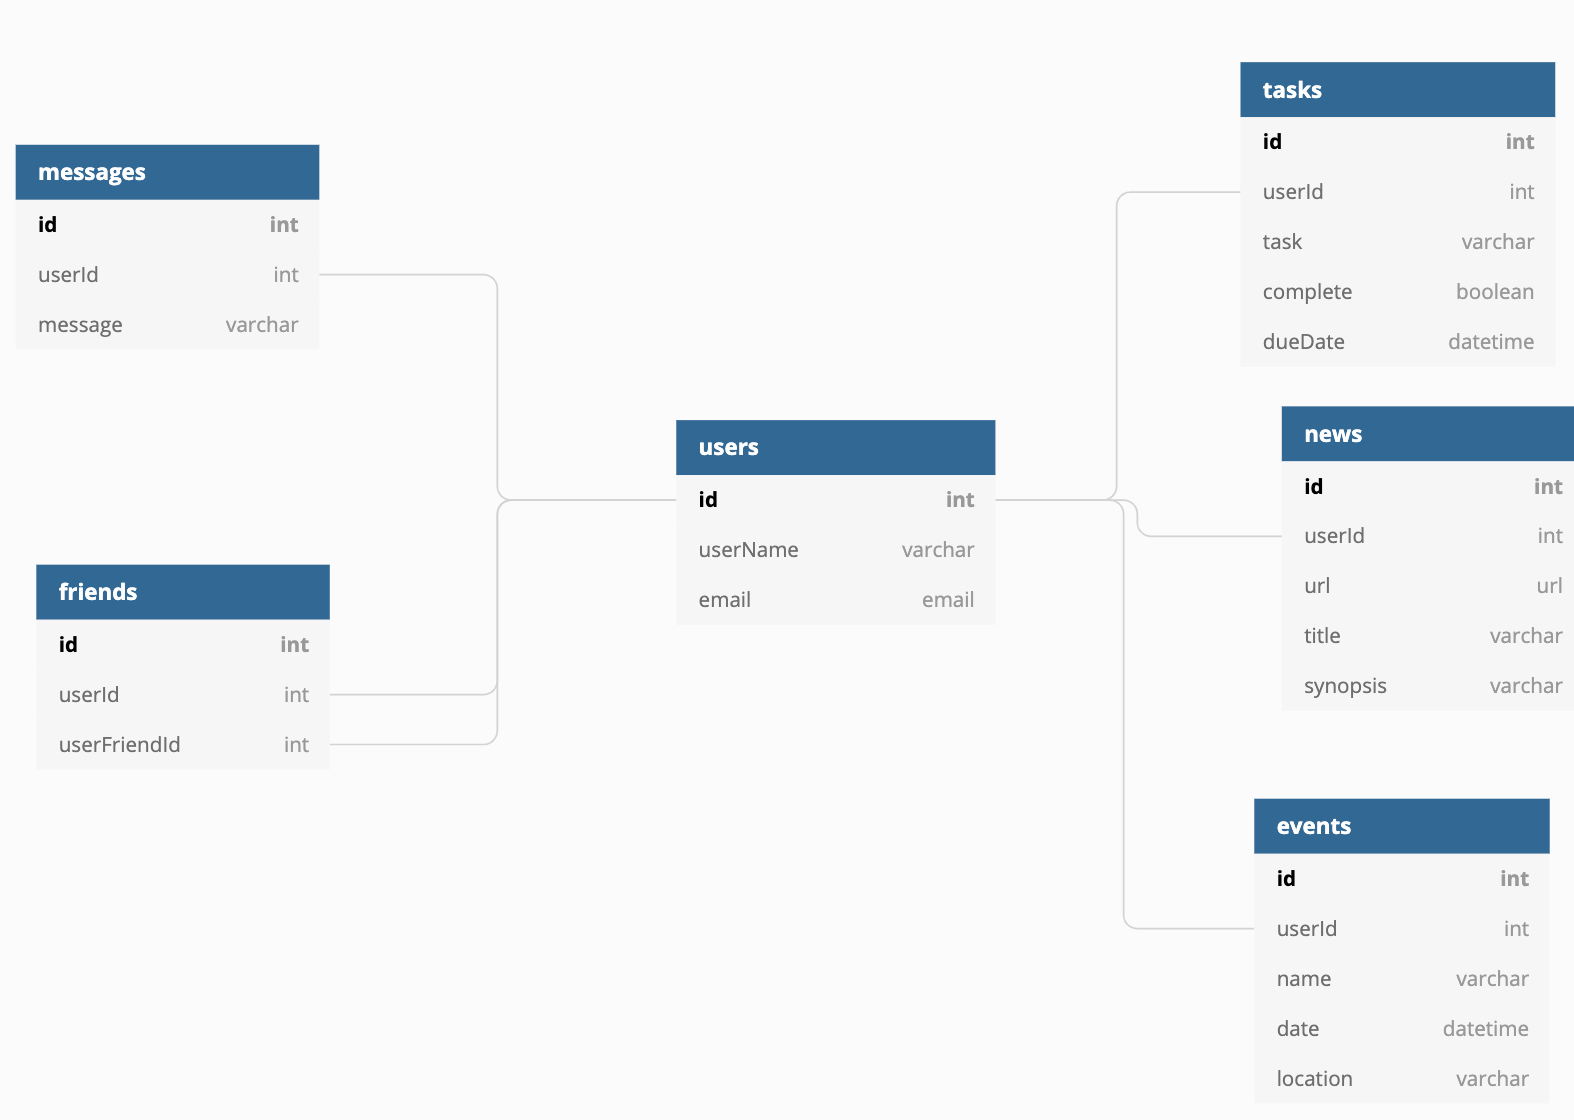 messages
id int
userId int
message varchar
friends
id int
userId int
userFriendId int
users
id int
userName varchar
email email
tasks
id int
userId int
task varchar
complete boolean
dueDate datetime
news
id int
userId int
url url
title varchar
synopsis varchar
events
id int
userId int
name varchar
date datetime
location varchar